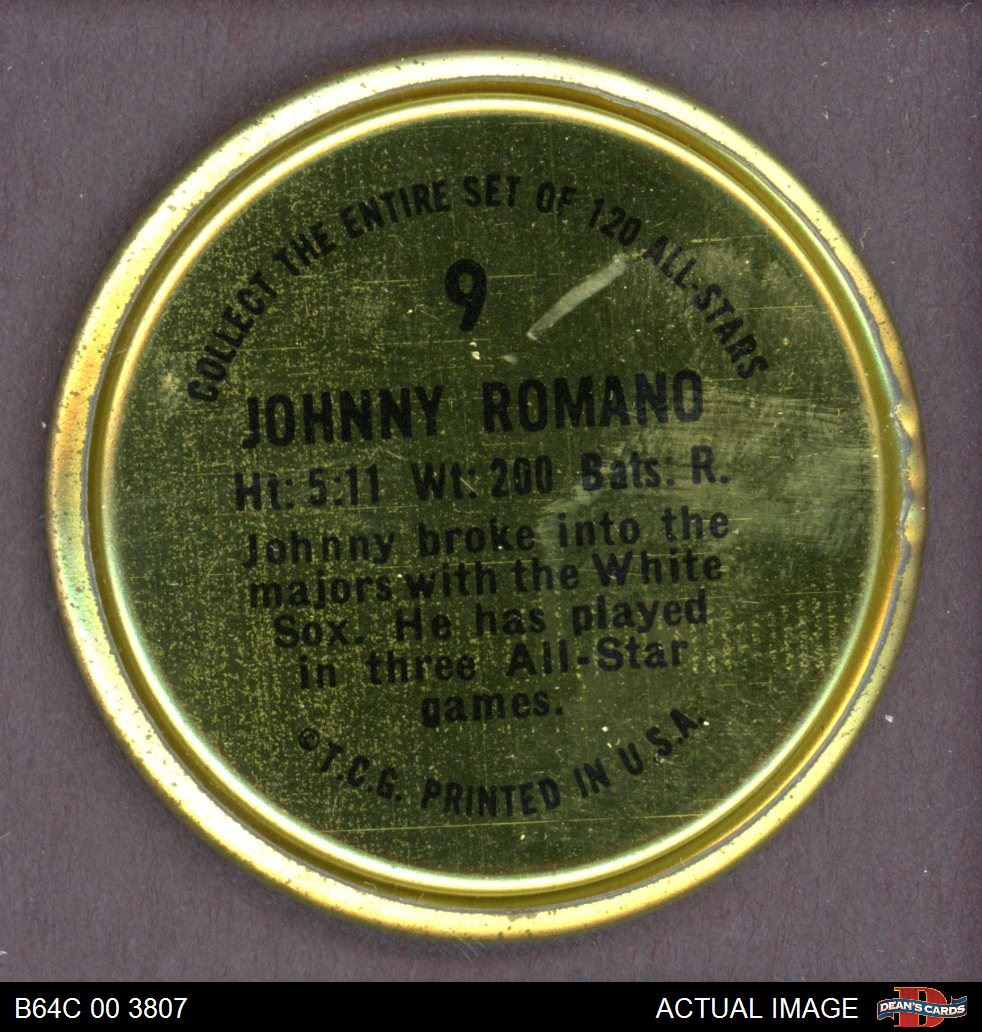 COLLECT THE ENTIRE SET OF 120 ALL-STARS
9
JOHNNY ROMANO
Ht: 5:11 Wt: 200 Bats: R.
Johnny broke into the
majors with the White
Sox. He has played
in three All-Star
games.
©T.C.G. PRINTED IN U.S.A.
B64C 00 3807
ACTUAL IMAGE
DEAN'S CARDS